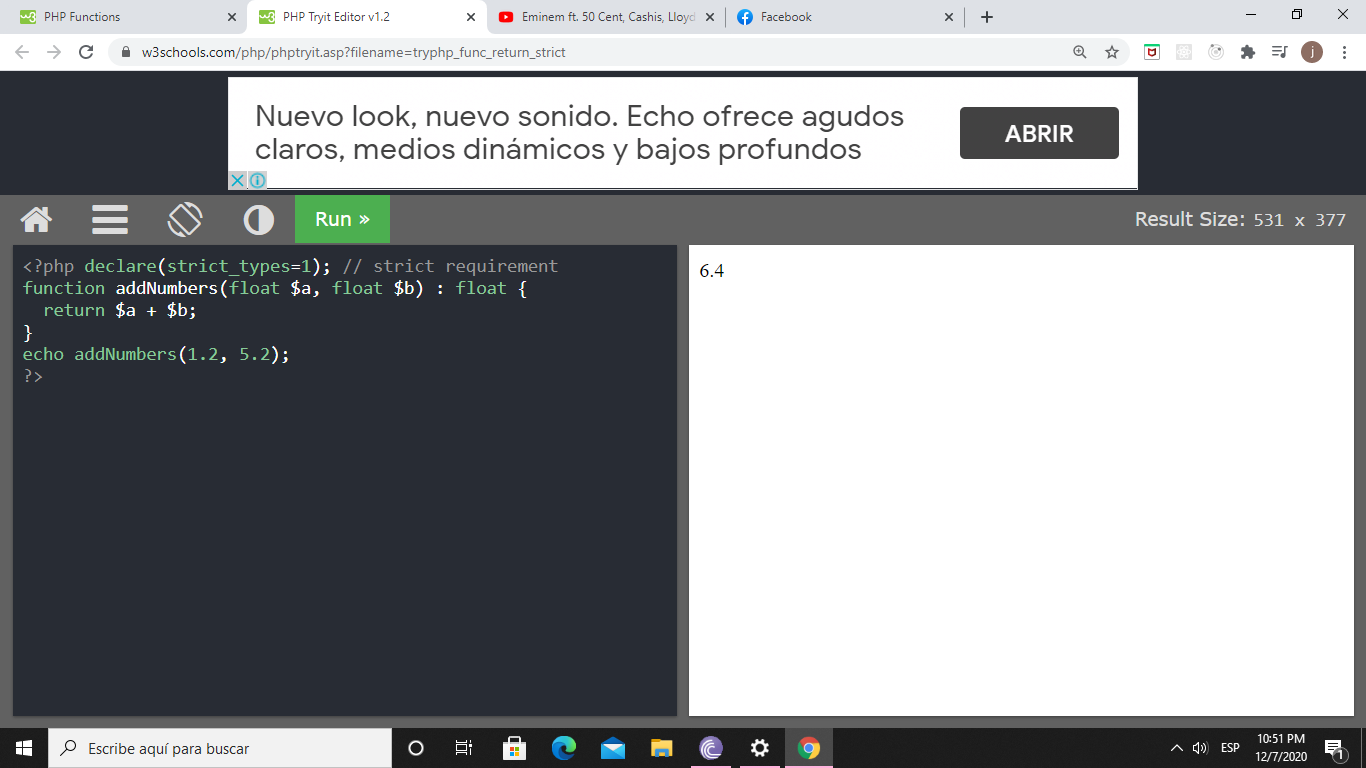 PHP Functions
PHP Tryit Editor v1.2
Eminem ft. 50 Cent, Cashis, Lloyd
Facebook
w3schools.com/php/phptryit.asp?filename=tryphp_func_return_strict
j
Nuevo look, nuevo sonido. Echo ofrece agudos
claros, medios dinámicos y bajos profundos
ABRIR
Run »
Result Size: 531 x 377
<?php declare(strict_types=1); // strict requirement
function addNumbers(float $a, float $b) : float {
  return $a + $b;
}
echo addNumbers(1.2, 5.2);
?>
6.4
Escribe aquí para buscar
ESP
10:51 PM
12/7/2020
1